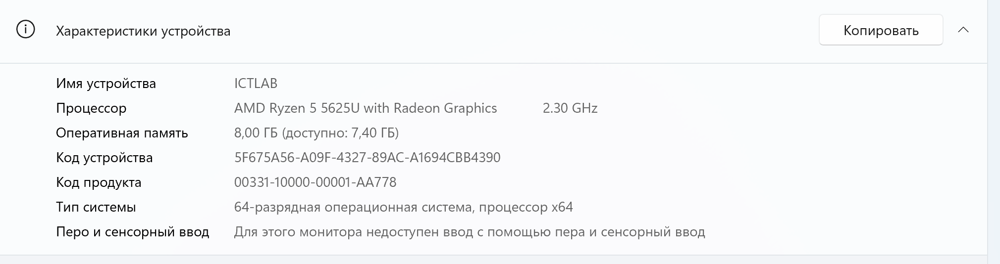 Характеристики устройства
Копировать
Имя устройства ICTLAB
Процессор AMD Ryzen 5 5625U with Radeon Graphics 2.30 GHz
Оперативная память 8,00 ГБ (доступно: 7,40 ГБ)
Код устройства 5F675A56-A09F-4327-89AC-A1694CBB4390
Код продукта 00331-10000-00001-AA778
Тип системы 64-разрядная операционная система, процессор x64
Перо и сенсорный ввод Для этого монитора недоступен ввод с помощью пера и сенсорный ввод